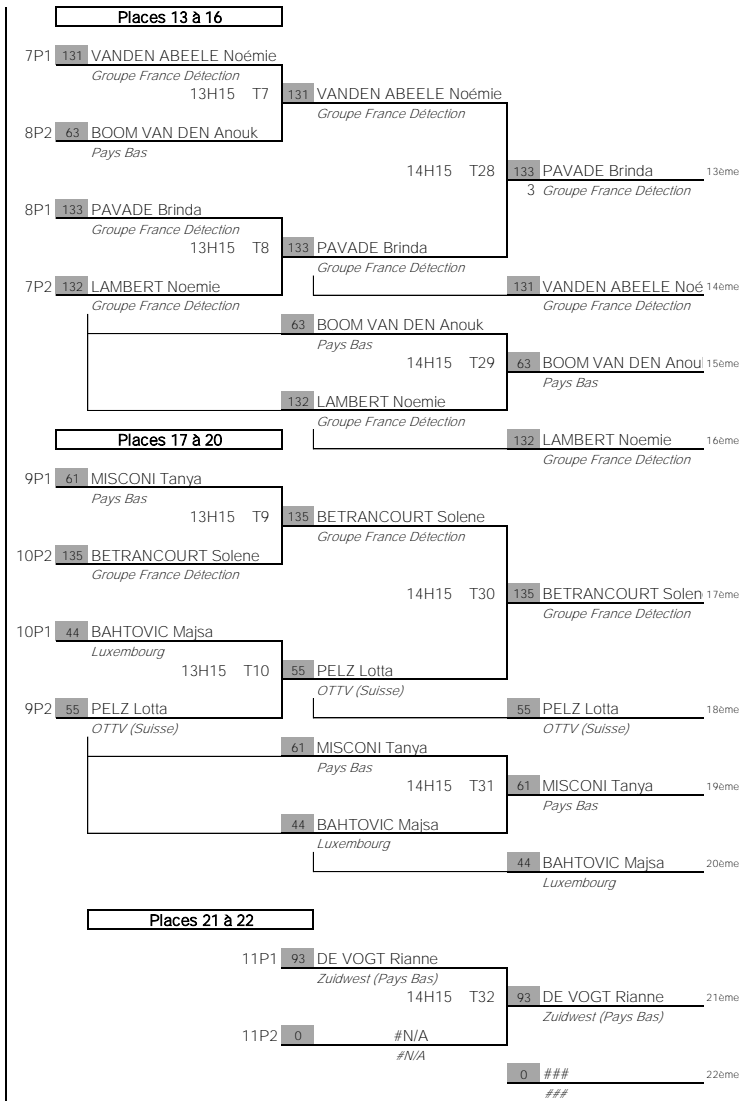 Places 13 à 16
7P1 131 VANDEN ABEELE Noémie
Groupe France Détection
13H15 T7 131 VANDEN ABEELE Noémie
Groupe France Détection
8P2 63 BOOM VAN DEN Anouk
Pays Bas
14H15 T28 133 PAVADE Brinda 13ème
3 Groupe France Détection
8P1 133 PAVADE Brinda
Groupe France Détection
13H15 T8 133 PAVADE Brinda
Groupe France Détection
7P2 132 LAMBERT Noemie 131 VANDEN ABEELE Noé 14ème
Groupe France Détection Groupe France Détection
63 BOOM VAN DEN Anouk
Pays Bas
14H15 T29 63 BOOM VAN DEN Anou 15ème
Pays Bas
132 LAMBERT Noemie
Groupe France Détection
Places 17 à 20 132 LAMBERT Noemie 16ème
Groupe France Détection
9P1 61 MISCONI Tanya
Pays Bas
13H15 T9 135 BETRANCOURT Solene
Groupe France Détection
10P2 135 BETRANCOURT Solene
Groupe France Détection
14H15 T30 135 BETRANCOURT Solen 17ème
Groupe France Détection
10P1 44 BAHTOVIC Majsa
Luxembourg
13H15 T10 55 PELZ Lotta
OTTV (Suisse)
9P2 55 PELZ Lotta 55 PELZ Lotta 18ème
OTTV (Suisse) OTTV (Suisse)
61 MISCONI Tanya
Pays Bas
14H15 T31 61 MISCONI Tanya 19ème
Pays Bas
44 BAHTOVIC Majsa
Luxembourg
44 BAHTOVIC Majsa 20ème
Luxembourg
Places 21 à 22
11P1 93 DE VOGT Rianne
Zuidwest (Pays Bas)
14H15 T32 93 DE VOGT Rianne 21ème
Zuidwest (Pays Bas)
11P2 0 #N/A
#N/A
0 ### 22ème
###